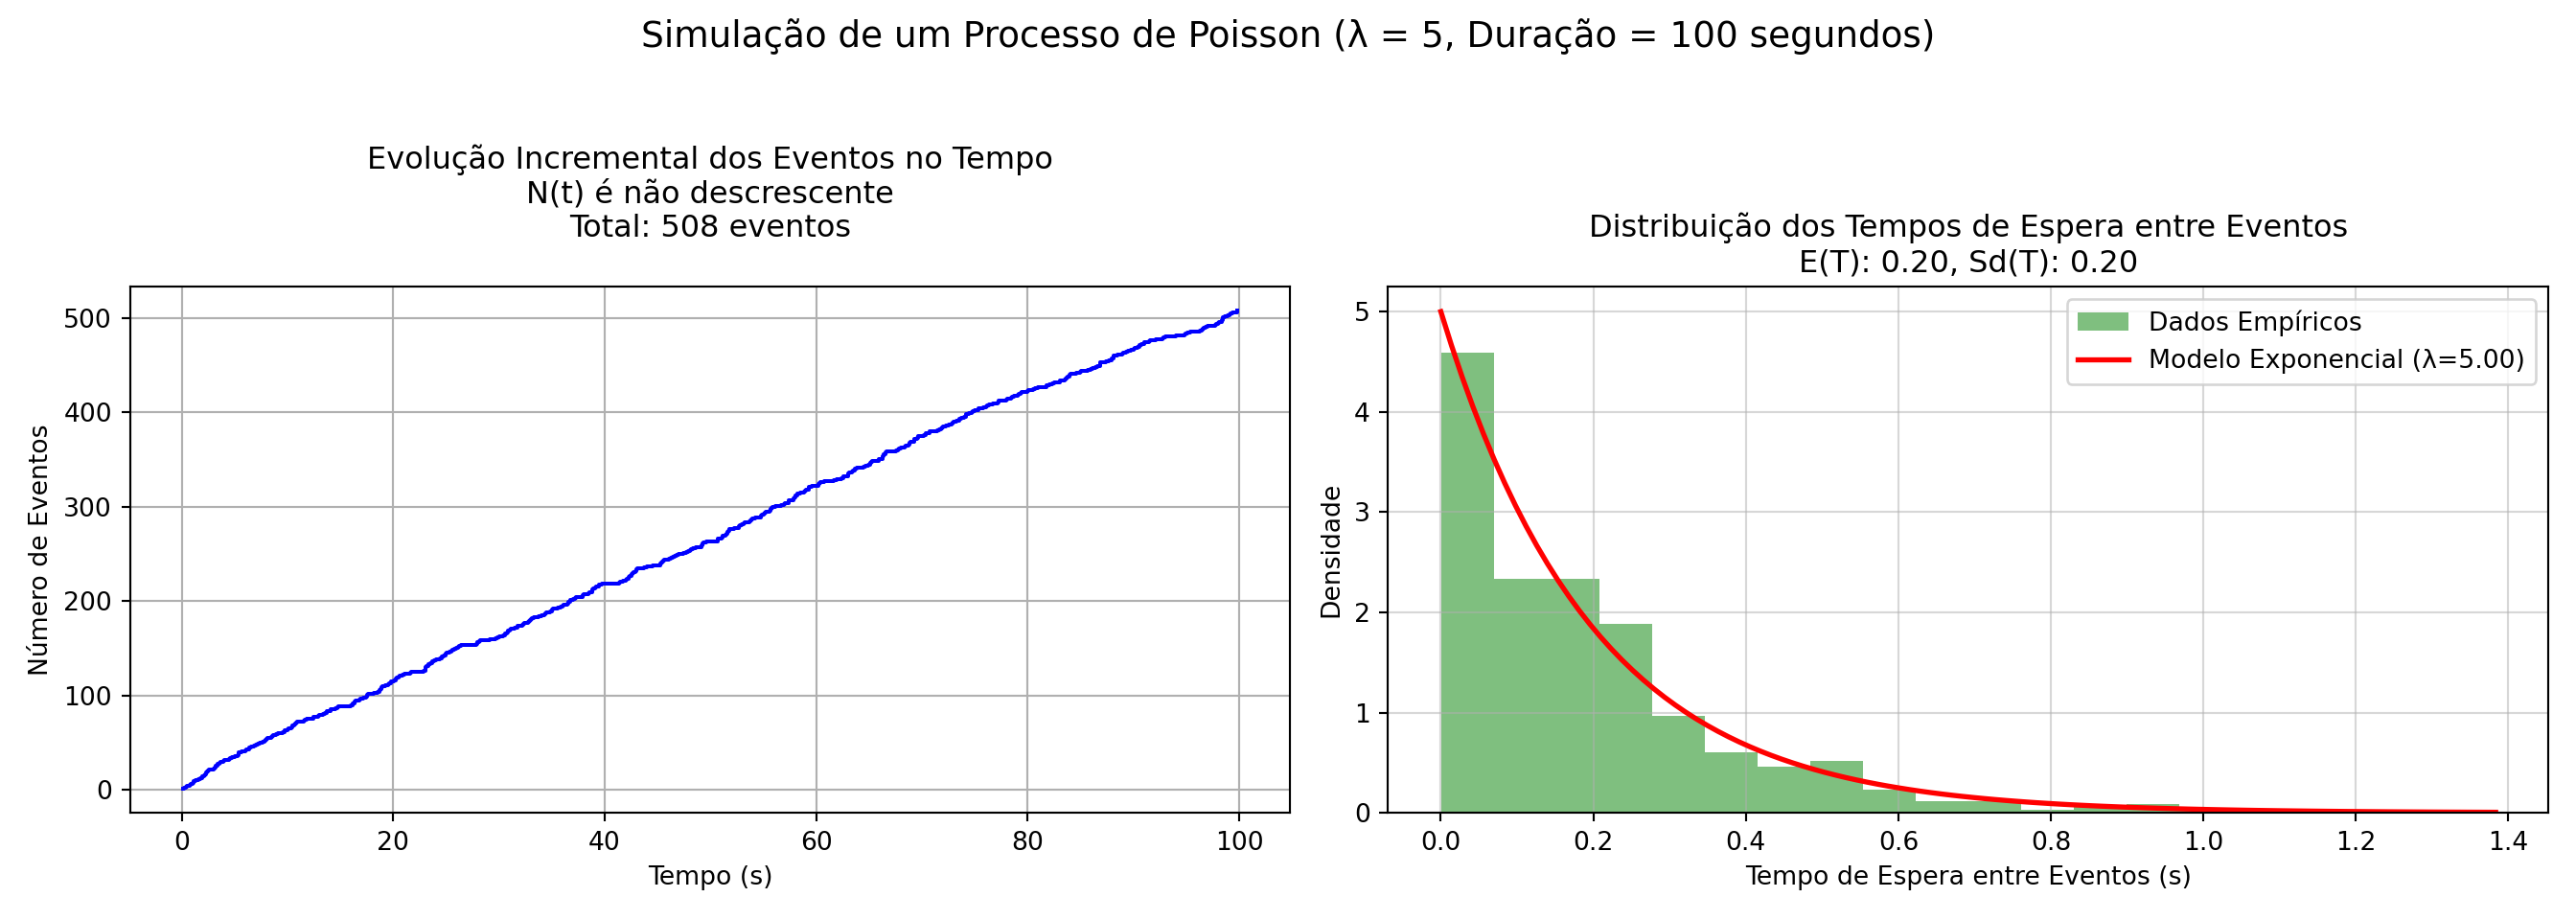 Simulação de um Processo de Poisson (λ = 5, Duração = 100 segundos)
Evolução Incremental dos Eventos no Tempo
N(t) é não descrescente
Total: 508 eventos
Número de Eventos
500
400
300
200
100
0
0 20 40 60 80 100
Tempo (s)
Distribuição dos Tempos de Espera entre Eventos
E(T): 0.20, Sd(T): 0.20
Dados Empíricos
Modelo Exponencial (λ=5.00)
Densidade
5
4
3
2
1
0
0.0 0.2 0.4 0.6 0.8 1.0 1.2 1.4
Tempo de Espera entre Eventos (s)